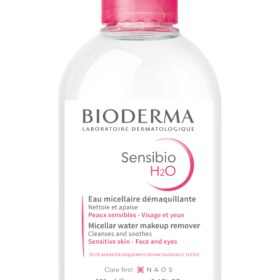 BIODERMA
LABORATOIRE DERMATOLOGIQUE
Sensibio
H2O
Eau micellaire démaquillante
Nettoie et apaise
Peaux sensibles - Visage et yeux
Micellar water makeup remover
Cleanses and soothes
Sensitive skin - Face and eyes
Care first NAOS